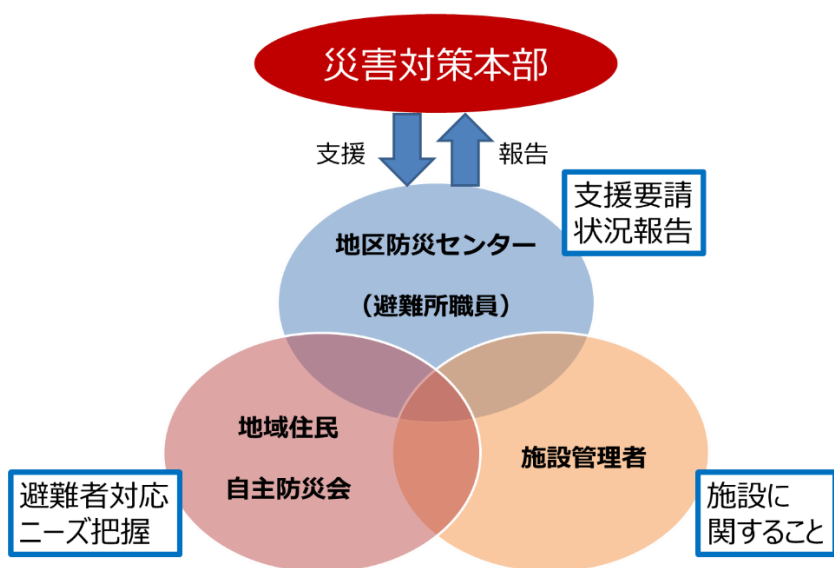 災害対策本部
支援
報告
支援要請
状況報告
地区防災センター
（避難所職員）
地域住民
自主防災会
施設管理者
避難者対応
ニーズ把握
施設に
関すること